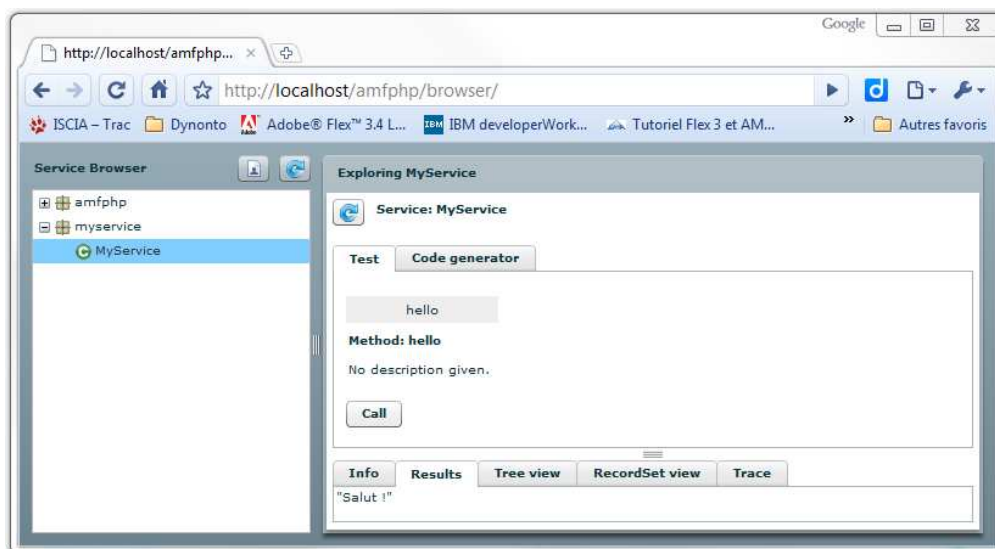 Google
http://localhost/amfphp...
http://localhost/amfphp/browser/
ISCIA – Trac Dynonto Adobe® Flex™ 3.4 L... IBM IBM developerWork... Tutoriel Flex 3 et AM... » Autres favoris
Service Browser
amfphp
myservice
MyService
Exploring MyService
Service: MyService
Test Code generator
hello
Method: hello
No description given.
Call
Info Results Tree view RecordSet view Trace
"Salut !"